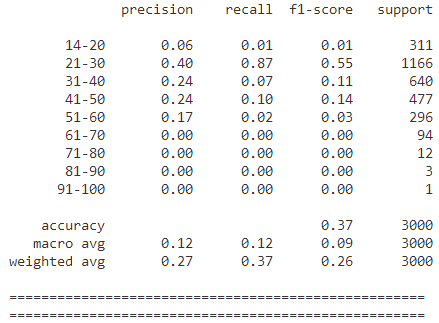 precision recall f1-score support
14-20 0.06 0.01 0.01 311
21-30 0.40 0.87 0.55 1166
31-40 0.24 0.07 0.11 640
41-50 0.24 0.10 0.14 477
51-60 0.17 0.02 0.03 296
61-70 0.00 0.00 0.00 94
71-80 0.00 0.00 0.00 12
81-90 0.00 0.00 0.00 3
91-100 0.00 0.00 0.00 1
accuracy 0.37 3000
macro avg 0.12 0.12 0.09 3000
weighted avg 0.27 0.37 0.26 3000
====================================================
====================================================